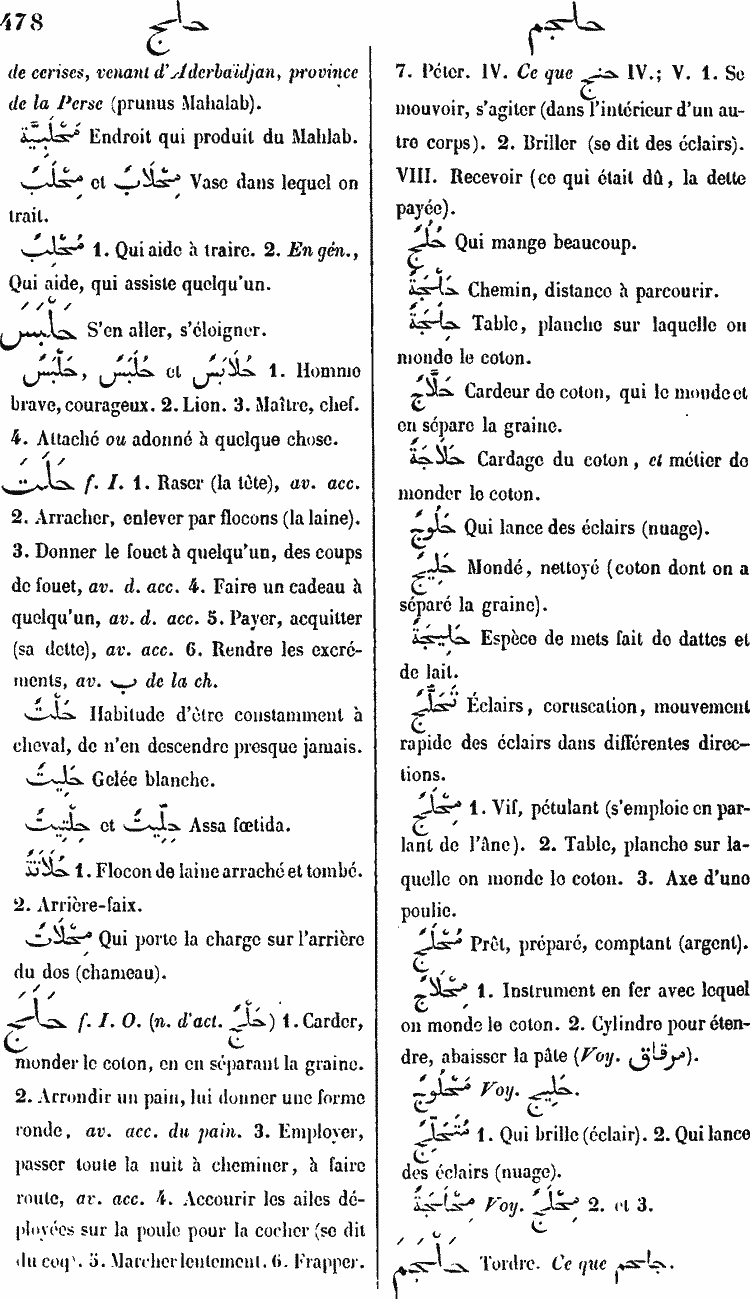 478
حلج
حلجم
de cerises, venant d'Aderbaïdjan, province
de la Perse (prunus Mahalab).
مَحْلَبِيَّةٌ Endroit qui produit du Mahlab.
مِحْلَبٌ et مِحْلَابٌ Vase dans lequel on
trait.
مُحْلِبٌ 1. Qui aide à traire. 2. En gén.,
Qui aide, qui assiste quelqu'un.
حَلْبَسَ S'en aller, s'éloigner.
حَلْبَسٌ, حُلَبِسٌ et حُلَابِسٌ 1. Homme
brave, courageux. 2. Lion. 3. Maître, chef.
4. Attaché ou adonné à quelque chose.
حَلَتَ f. I. 1. Raser (la tête), av. acc.
2. Arracher, enlever par flocons (la laine).
3. Donner le fouet à quelqu'un, des coups
de fouet, av. d. acc. 4. Faire un cadeau à
quelqu'un, av. d. acc. 5. Payer, acquitter
(sa dette), av. acc. 6. Rendre les excré-
ments, av. ب de la ch.
حَلْتٌ Habitude d'être constamment à
cheval, de n'en descendre presque jamais.
حَلِيتٌ Gelée blanche.
حِلْتِيتٌ et حِلِّيتٌ Assa fœtida.
حُلَاتَةٌ 1. Flocon de laine arraché et tombé.
2. Arrière-faix.
مِحْلَاتٌ Qui porte la charge sur l'arrière
du dos (chameau).
حَلَجَ f. I. O. (n. d'act. حَلْجٌ) 1. Carder,
monder le coton, en en séparant la graine.
2. Arrondir un pain, lui donner une forme
ronde, av. acc. du pain. 3. Employer,
passer toute la nuit à cheminer, à faire
route, av. acc. 4. Accourir les ailes dé-
ployées sur la poule pour la cocher (se dit
du coq). 5. Marcher lentement. 6. Frapper.
7. Péter. IV. Ce que حنج IV.; V. 1. Se
mouvoir, s'agiter (dans l'intérieur d'un au-
tre corps). 2. Briller (se dit des éclairs).
VIII. Recevoir (ce qui était dû, la dette
payée).
حُلُجٌ Qui mange beaucoup.
حَلْجَةٌ Chemin, distance à parcourir.
حَلْجَةٌ Table, planche sur laquelle on
monde le coton.
حَلَّاجٌ Cardeur de coton, qui le monde et
en sépare la graine.
حِلَاجَةٌ Cardage du coton, et métier de
monder le coton.
حَلُوجٌ Qui lance des éclairs (nuage).
حَلِيجٌ Mondé, nettoyé (coton dont on a
séparé la graine).
حَلِيجَةٌ Espèce de mets fait de dattes et
de lait.
تَحَلُّجٌ Éclairs, coruscation, mouvement
rapide des éclairs dans différentes direc-
tions.
مِحْلَجٌ 1. Vif, pétulant (s'emploie en par-
lant de l'âne). 2. Table, planche sur la-
quelle on monde le coton. 3. Axe d'une
poulie.
مُحْلَجٌ Prêt, préparé, comptant (argent).
مِحْلَاجٌ 1. Instrument en fer avec lequel
on monde le coton. 2. Cylindre pour éten-
dre, abaisser la pâte (Voy. مرقاق).
مَحْلُوجٌ Voy. حَلِيجٌ.
مُتَحَلِّجٌ 1. Qui brille (éclair). 2. Qui lance
des éclairs (nuage).
مِحْلَجَةٌ Voy. مِحْلَجٌ 2. et 3.
حَلْجَمَ Tordre. Ce que جلحم.